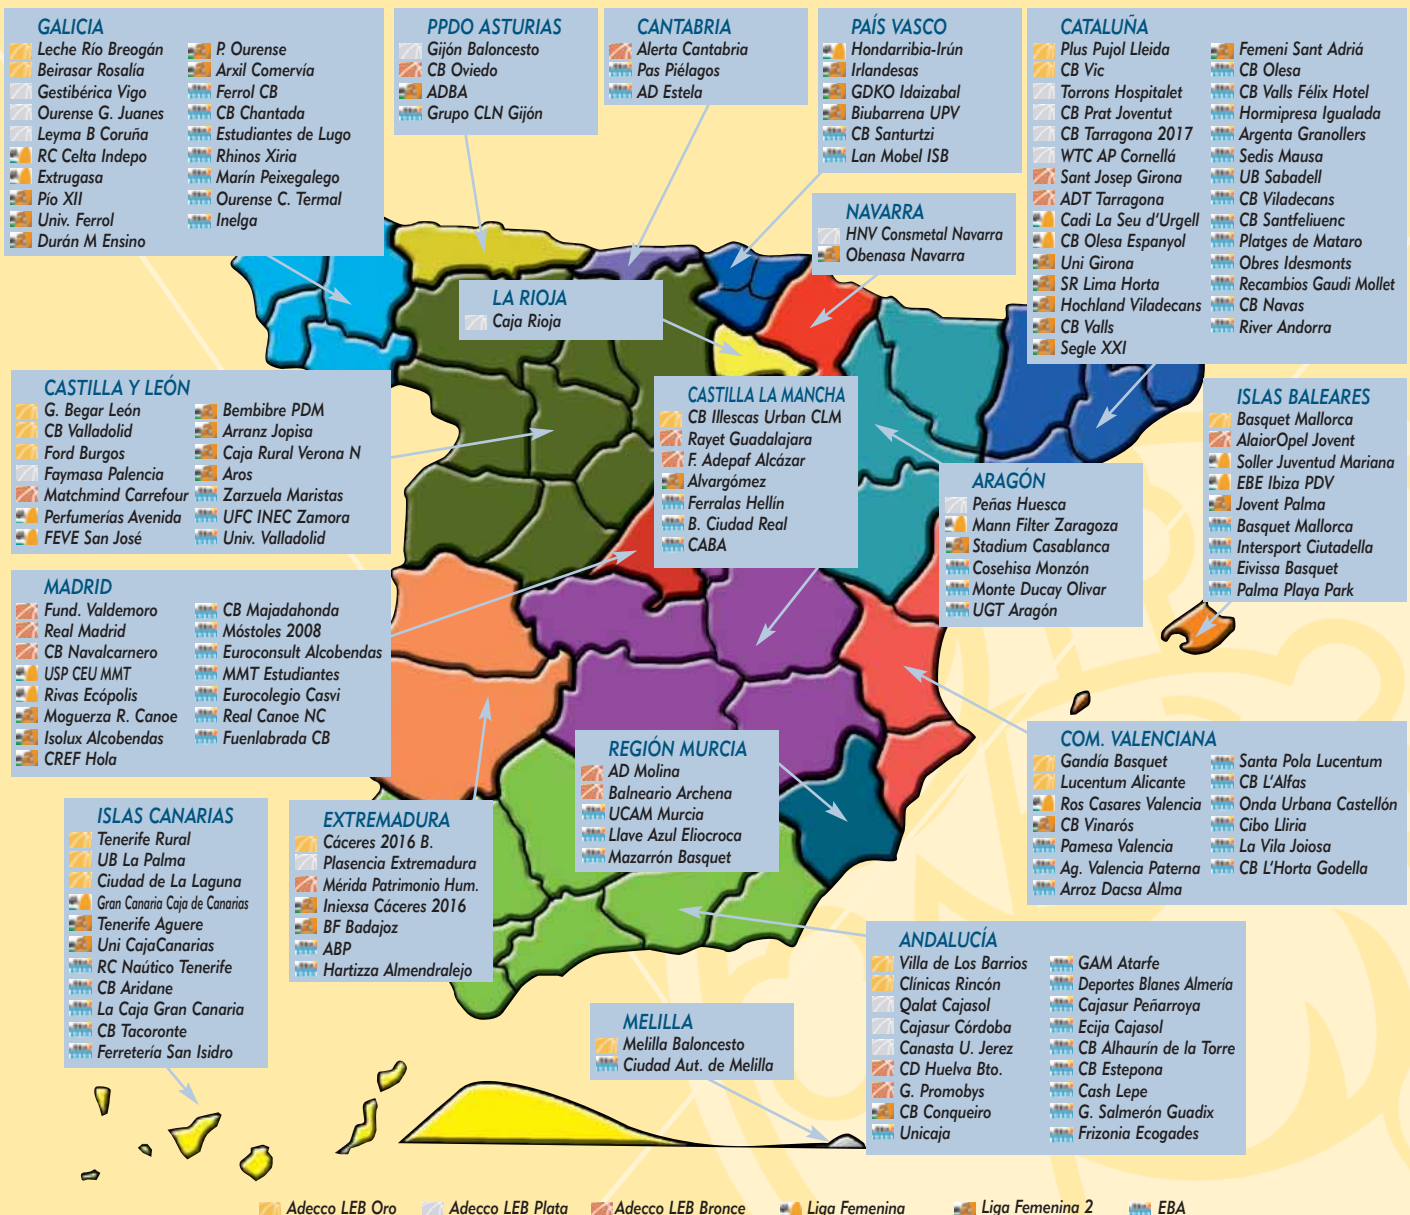 GALICIA
Leche Río Breogán
Beirasar Rosalía
Gestibérica Vigo
Ourense G. Juanes
Leyma B Coruña
RC Celta Indepo
Extrugasa
Pío XII
Univ. Ferrol
Durán M Ensino
P. Ourense
Arxil Comervía
Ferrol CB
CB Chantada
Estudiantes de Lugo
Rhinos Xiria
Marín Peixegalego
Ourense C. Termal
Inelga
PPDO ASTURIAS
Gijón Baloncesto
CB Oviedo
ADBA
Grupo CLN Gijón
CANTABRIA
Alerta Cantabria
Pas Piélagos
AD Estela
PAÍS VASCO
Hondarribia-Irún
Irlandesas
GDKO Idaizabal
Biubarrena UPV
CB Santurtzi
Lan Mobel ISB
CATALUÑA
Plus Pujol Lleida
CB Vic
Torrons Hospitalet
CB Prat Joventut
CB Tarragona 2017
WTC AP Cornellá
Sant Josep Girona
ADT Tarragona
Cadi La Seu d'Urgell
CB Olesa Espanyol
Uni Girona
SR Lima Horta
Hochland Viladecans
CB Valls
Segle XXI
Femeni Sant Adriá
CB Olesa
CB Valls Félix Hotel
Hormipresa Igualada
Argenta Granollers
Sedis Mausa
UB Sabadell
CB Viladecans
CB Santfeliuenc
Platges de Mataro
Obres Idesmonts
Recambios Gaudi Mollet
CB Navas
River Andorra
NAVARRA
HNV Consmetal Navarra
Obenasa Navarra
LA RIOJA
Caja Rioja
CASTILLA Y LEÓN
G. Begar León
CB Valladolid
Ford Burgos
Faymasa Palencia
Matchmind Carrefour
Perfumerías Avenida
FEVE San José
Bembibre PDM
Arranz Jopisa
Caja Rural Verona N
Aros
Zarzuela Maristas
UFC INEC Zamora
Univ. Valladolid
CASTILLA LA MANCHA
CB Illescas Urban CLM
Rayet Guadalajara
F. Adepaf Alcázar
Alvargómez
Ferralas Hellín
B. Ciudad Real
CABA
ISLAS BALEARES
Basquet Mallorca
AlaiorOpel Jovent
Soller Juventud Mariana
EBE Ibiza PDV
Jovent Palma
Basquet Mallorca
Intersport Ciutadella
Eivissa Basquet
Palma Playa Park
ARAGÓN
Peñas Huesca
Mann Filter Zaragoza
Stadium Casablanca
Cosehisa Monzón
Monte Ducay Olivar
UGT Aragón
MADRID
Fund. Valdemoro
Real Madrid
CB Navalcarnero
USP CEU MMT
Rivas Ecópolis
Moguerza R. Canoe
Isolux Alcobendas
CREF Hola
CB Majadahonda
Móstoles 2008
Euroconsult Alcobendas
MMT Estudiantes
Eurocolegio Casvi
Real Canoe NC
Fuenlabrada CB
REGIÓN MURCIA
AD Molina
Balneario Archena
UCAM Murcia
Llave Azul Eliocroca
Mazarrón Basquet
COM. VALENCIANA
Gandía Basquet
Lucentum Alicante
Ros Casares Valencia
CB Vinarós
Pamesa Valencia
Ag. Valencia Paterna
Arroz Dacsa Alma
Santa Pola Lucentum
CB L'Alfas
Onda Urbana Castellón
Cibo Lliria
La Vila Joiosa
CB L'Horta Godella
ISLAS CANARIAS
Tenerife Rural
UB La Palma
Ciudad de La Laguna
Gran Canaria Caja de Canarias
Tenerife Aguere
Uni CajaCanarias
RC Naútico Tenerife
CB Aridane
La Caja Gran Canaria
CB Tacoronte
Ferretería San Isidro
EXTREMADURA
Cáceres 2016 B.
Plasencia Extremadura
Mérida Patrimonio Hum.
Iniexsa Cáceres 2016
BF Badajoz
ABP
Hartizza Almendralejo
ANDALUCÍA
Villa de Los Barrios
Clínicas Rincón
Qalat Cajasol
Cajasur Córdoba
Canasta U. Jerez
CD Huelva Bto.
G. Promobys
CB Conqueiro
Unicaja
GAM Atarfe
Deportes Blanes Almería
Cajasur Peñarroya
Ecija Cajasol
CB Alhaurín de la Torre
CB Estepona
Cash Lepe
G. Salmerón Guadix
Frizonia Ecogades
MELILLA
Melilla Baloncesto
Ciudad Aut. de Melilla
Adecco LEB Oro
Adecco LEB Plata
Adecco LEB Bronce
Liga Femenina
Liga Femenina 2
EBA